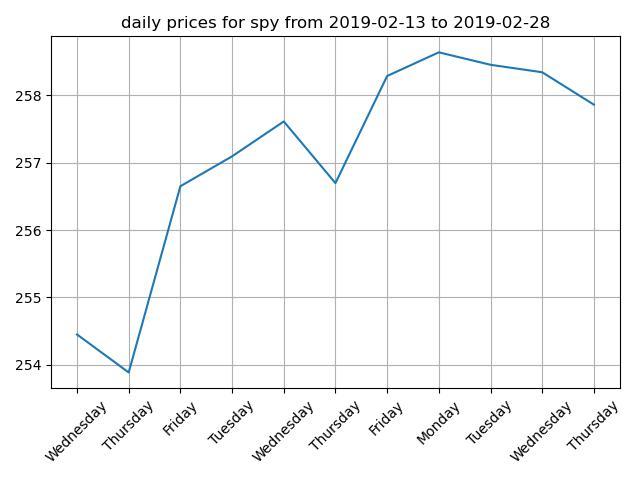 daily prices for spy from 2019-02-13 to 2019-02-28
258
257
256
255
254
Wednesday
Thursday
Friday
Tuesday
Wednesday
Thursday
Friday
Monday
Tuesday
Wednesday
Thursday